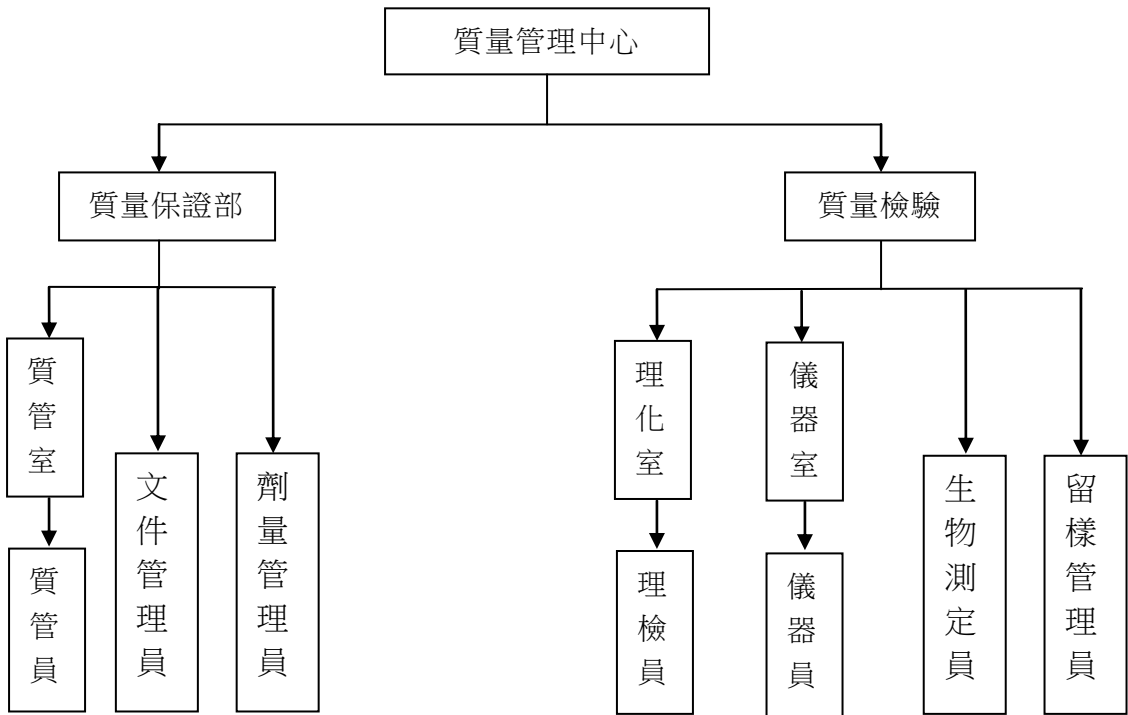 質量管理中心
質量保證部
質量檢驗
質管室
文件管理員
劑量管理員
質管員
理化室
儀器室
生物測定員
留樣管理員
理檢員
儀器員